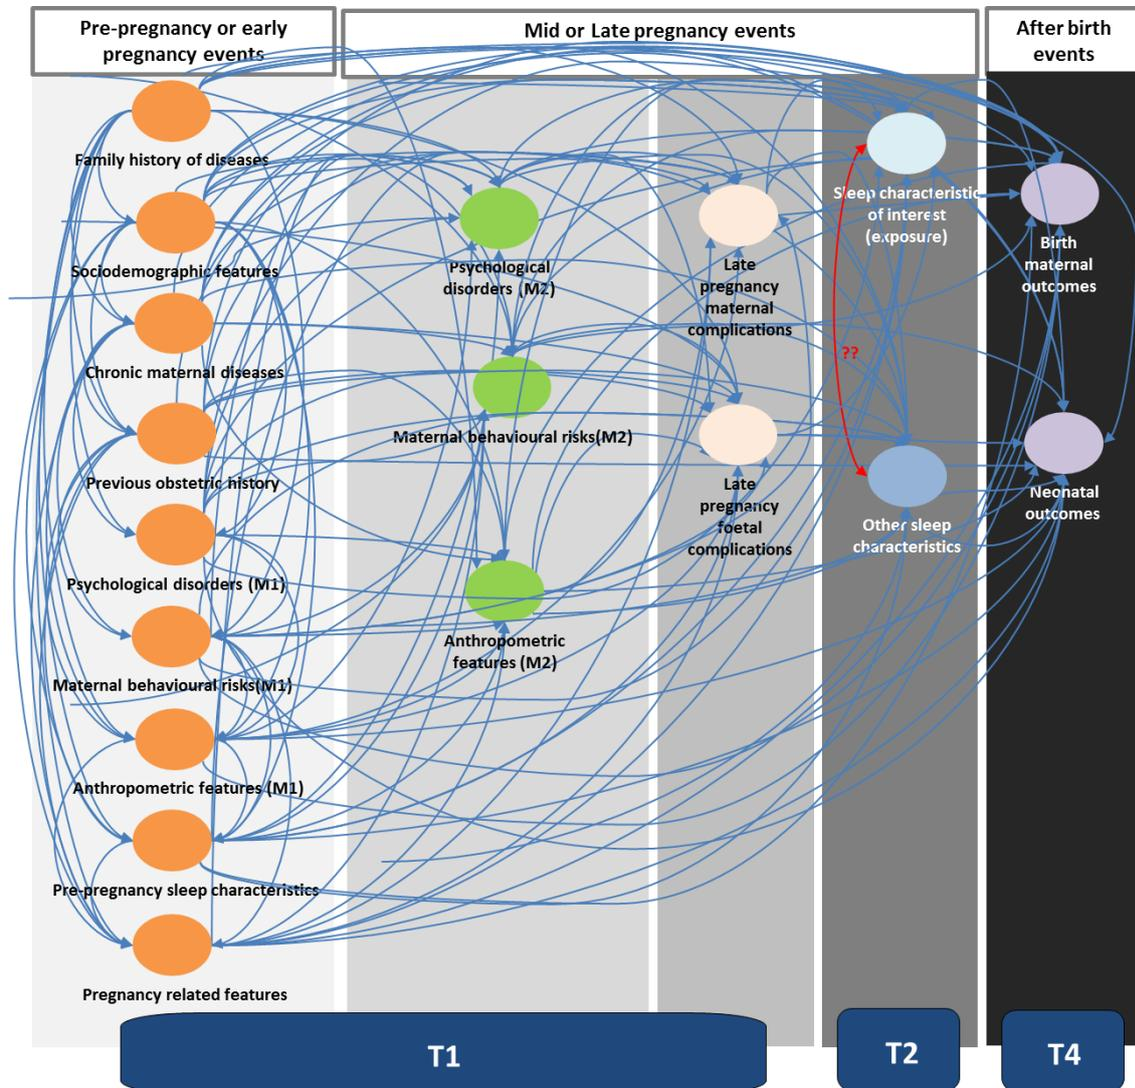 Pre-pregnancy or early
pregnancy events
Mid or Late pregnancy events
After birth
events
Family history of diseases
Sociodemographic features
Chronic maternal diseases
Previous obstetric history
Psychological disorders (M1)
Maternal behavioural risks(M1)
Anthropometric features (M1)
Pre-pregnancy sleep characteristics
Pregnancy related features
Psychological
disorders (M2)
Maternal behavioural risks(M2)
Anthropometric
features (M2)
Late
pregnancy
maternal
complications
Late
pregnancy
foetal
complications
Sleep characteristic
of interest
(exposure)
??
Other sleep
characteristics
Birth
maternal
outcomes
Neonatal
outcomes
T1
T2
T4